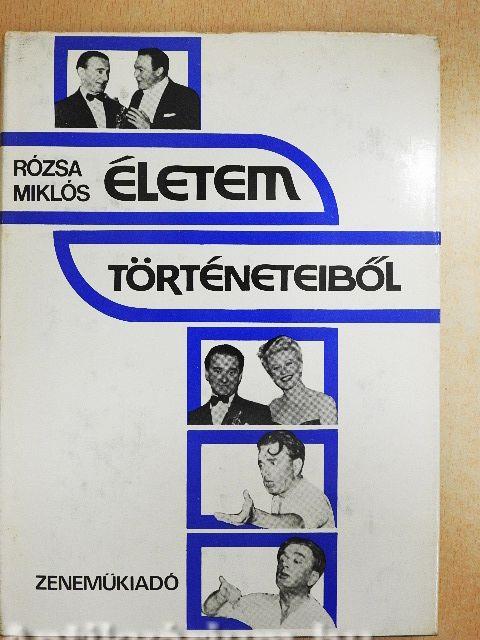 RÓZSA
MIKLÓS
ÉLETEM
TÖRTÉNETEIBŐL
ZENEMŰKIADÓ